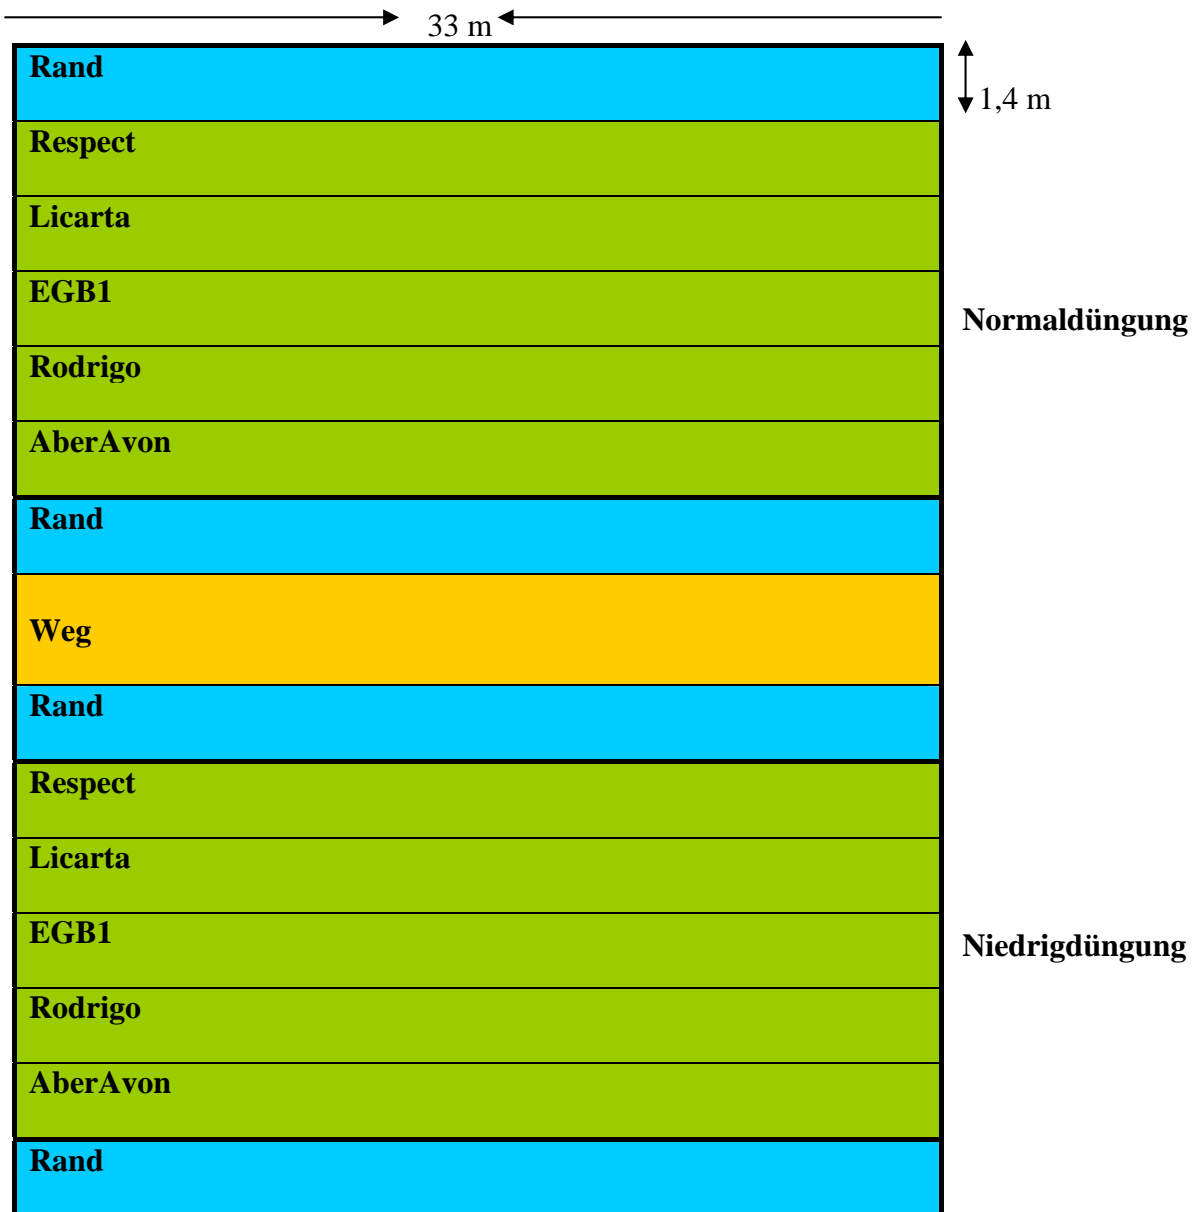 33 m
Rand
1,4 m
Respect
Licarta
EGB1
Normaldüngung
Rodrigo
AberAvon
Rand
Weg
Rand
Respect
Licarta
EGB1
Niedrigdüngung
Rodrigo
AberAvon
Rand